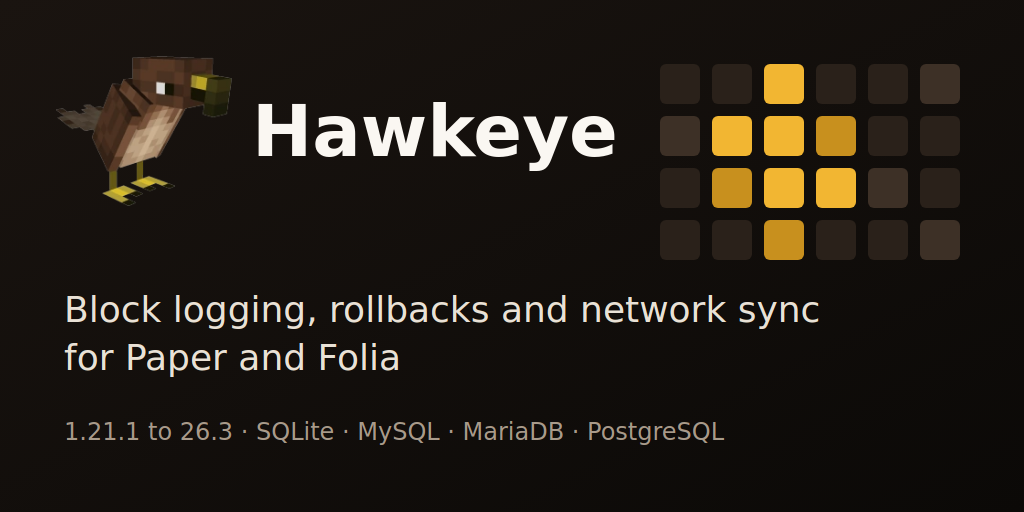 Hawkeye
Block logging, rollbacks and network sync
for Paper and Folia
1.21.1 to 26.3 · SQLite · MySQL · MariaDB · PostgreSQL